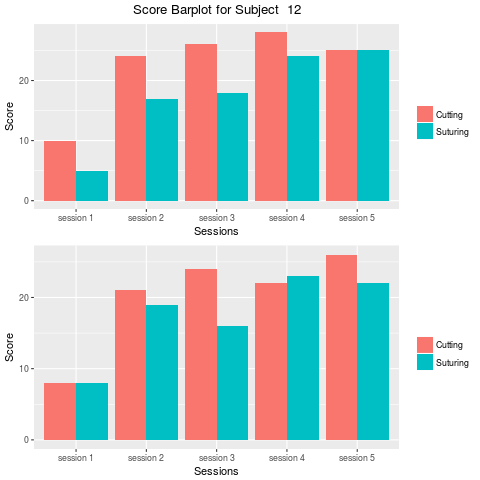 Score Barplot for Subject  12
Score
20
10
0
session 1 session 2 session 3 session 4 session 5
Sessions
Cutting
Suturing
Score
20
10
0
session 1 session 2 session 3 session 4 session 5
Sessions
Cutting
Suturing